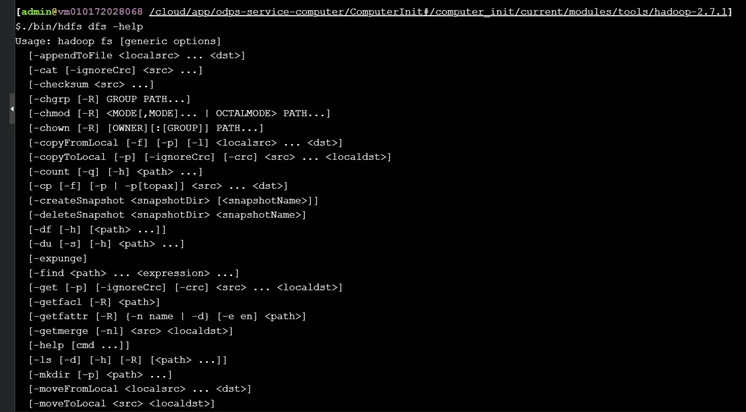 [admin@vm010172028068 /cloud/app/odps-service-computer/ComputerInit#/computer_init/current/modules/tools/hadoop-2.7.1]
$./bin/hdfs dfs -help
Usage: hadoop fs [generic options]
[-appendToFile <localsrc> ... <dst>]
[-cat [-ignoreCrc] <src> ...]
[-checksum <src> ...]
[-chgrp [-R] GROUP PATH...]
[-chmod [-R] <MODE[,MODE]... | OCTALMODE> PATH...]
[-chown [-R] [OWNER][:[GROUP]] PATH...]
[-copyFromLocal [-f] [-p] [-l] <localsrc> ... <dst>]
[-copyToLocal [-p] [-ignoreCrc] [-crc] <src> ... <localdst>]
[-count [-q] [-h] <path> ...]
[-cp [-f] [-p | -p[topax]] <src> ... <dst>]
[-createSnapshot <snapshotDir> [<snapshotName>]]
[-deleteSnapshot <snapshotDir> <snapshotName>]
[-df [-h] [<path> ...]]
[-du [-s] [-h] <path> ...]
[-expunge]
[-find <path> ... <expression> ...]
[-get [-p] [-ignoreCrc] [-crc] <src> ... <localdst>]
[-getfacl [-R] <path>]
[-getfattr [-R] {-n name | -d} [-e en] <path>]
[-getmerge [-nl] <src> <localdst>]
[-help [cmd ...]]
[-ls [-d] [-h] [-R] [<path> ...]]
[-mkdir [-p] <path> ...]
[-moveFromLocal <localsrc> ... <dst>]
[-moveToLocal <src> <localdst>]